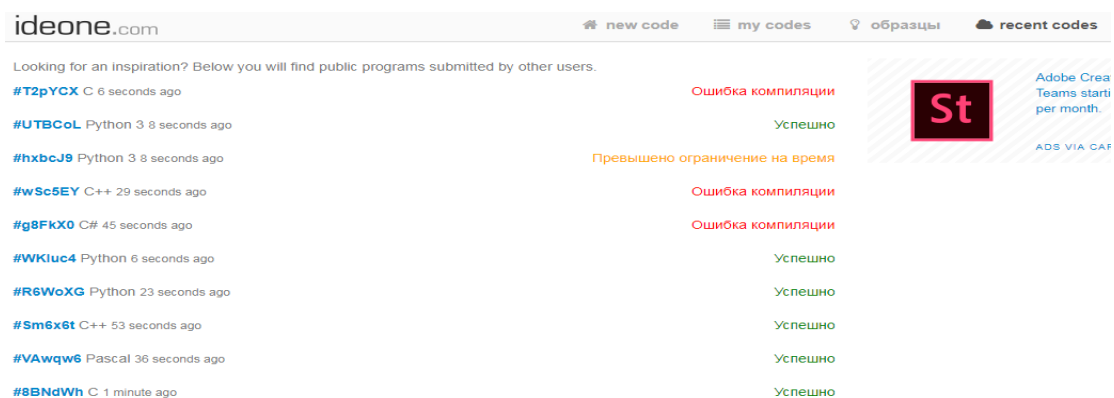 ideone.com new code my codes образцы recent codes
Looking for an inspiration? Below you will find public programs submitted by other users.
#T2pYCX C 6 seconds ago Ошибка компиляции
#UTBCoL Python 3 8 seconds ago Успешно
#hxbcJ9 Python 3 8 seconds ago Превышено ограничение на время
#wSc5EY C++ 29 seconds ago Ошибка компиляции
#g8FkX0 C# 45 seconds ago Ошибка компиляции
#WKluc4 Python 6 seconds ago Успешно
#R6WoXG Python 23 seconds ago Успешно
#Sm6x6t C++ 53 seconds ago Успешно
#VAwqw6 Pascal 36 seconds ago Успешно
#8BNdWh C 1 minute ago Успешно
St
Adobe Crea
Teams starti
per month.
ADS VIA CAR